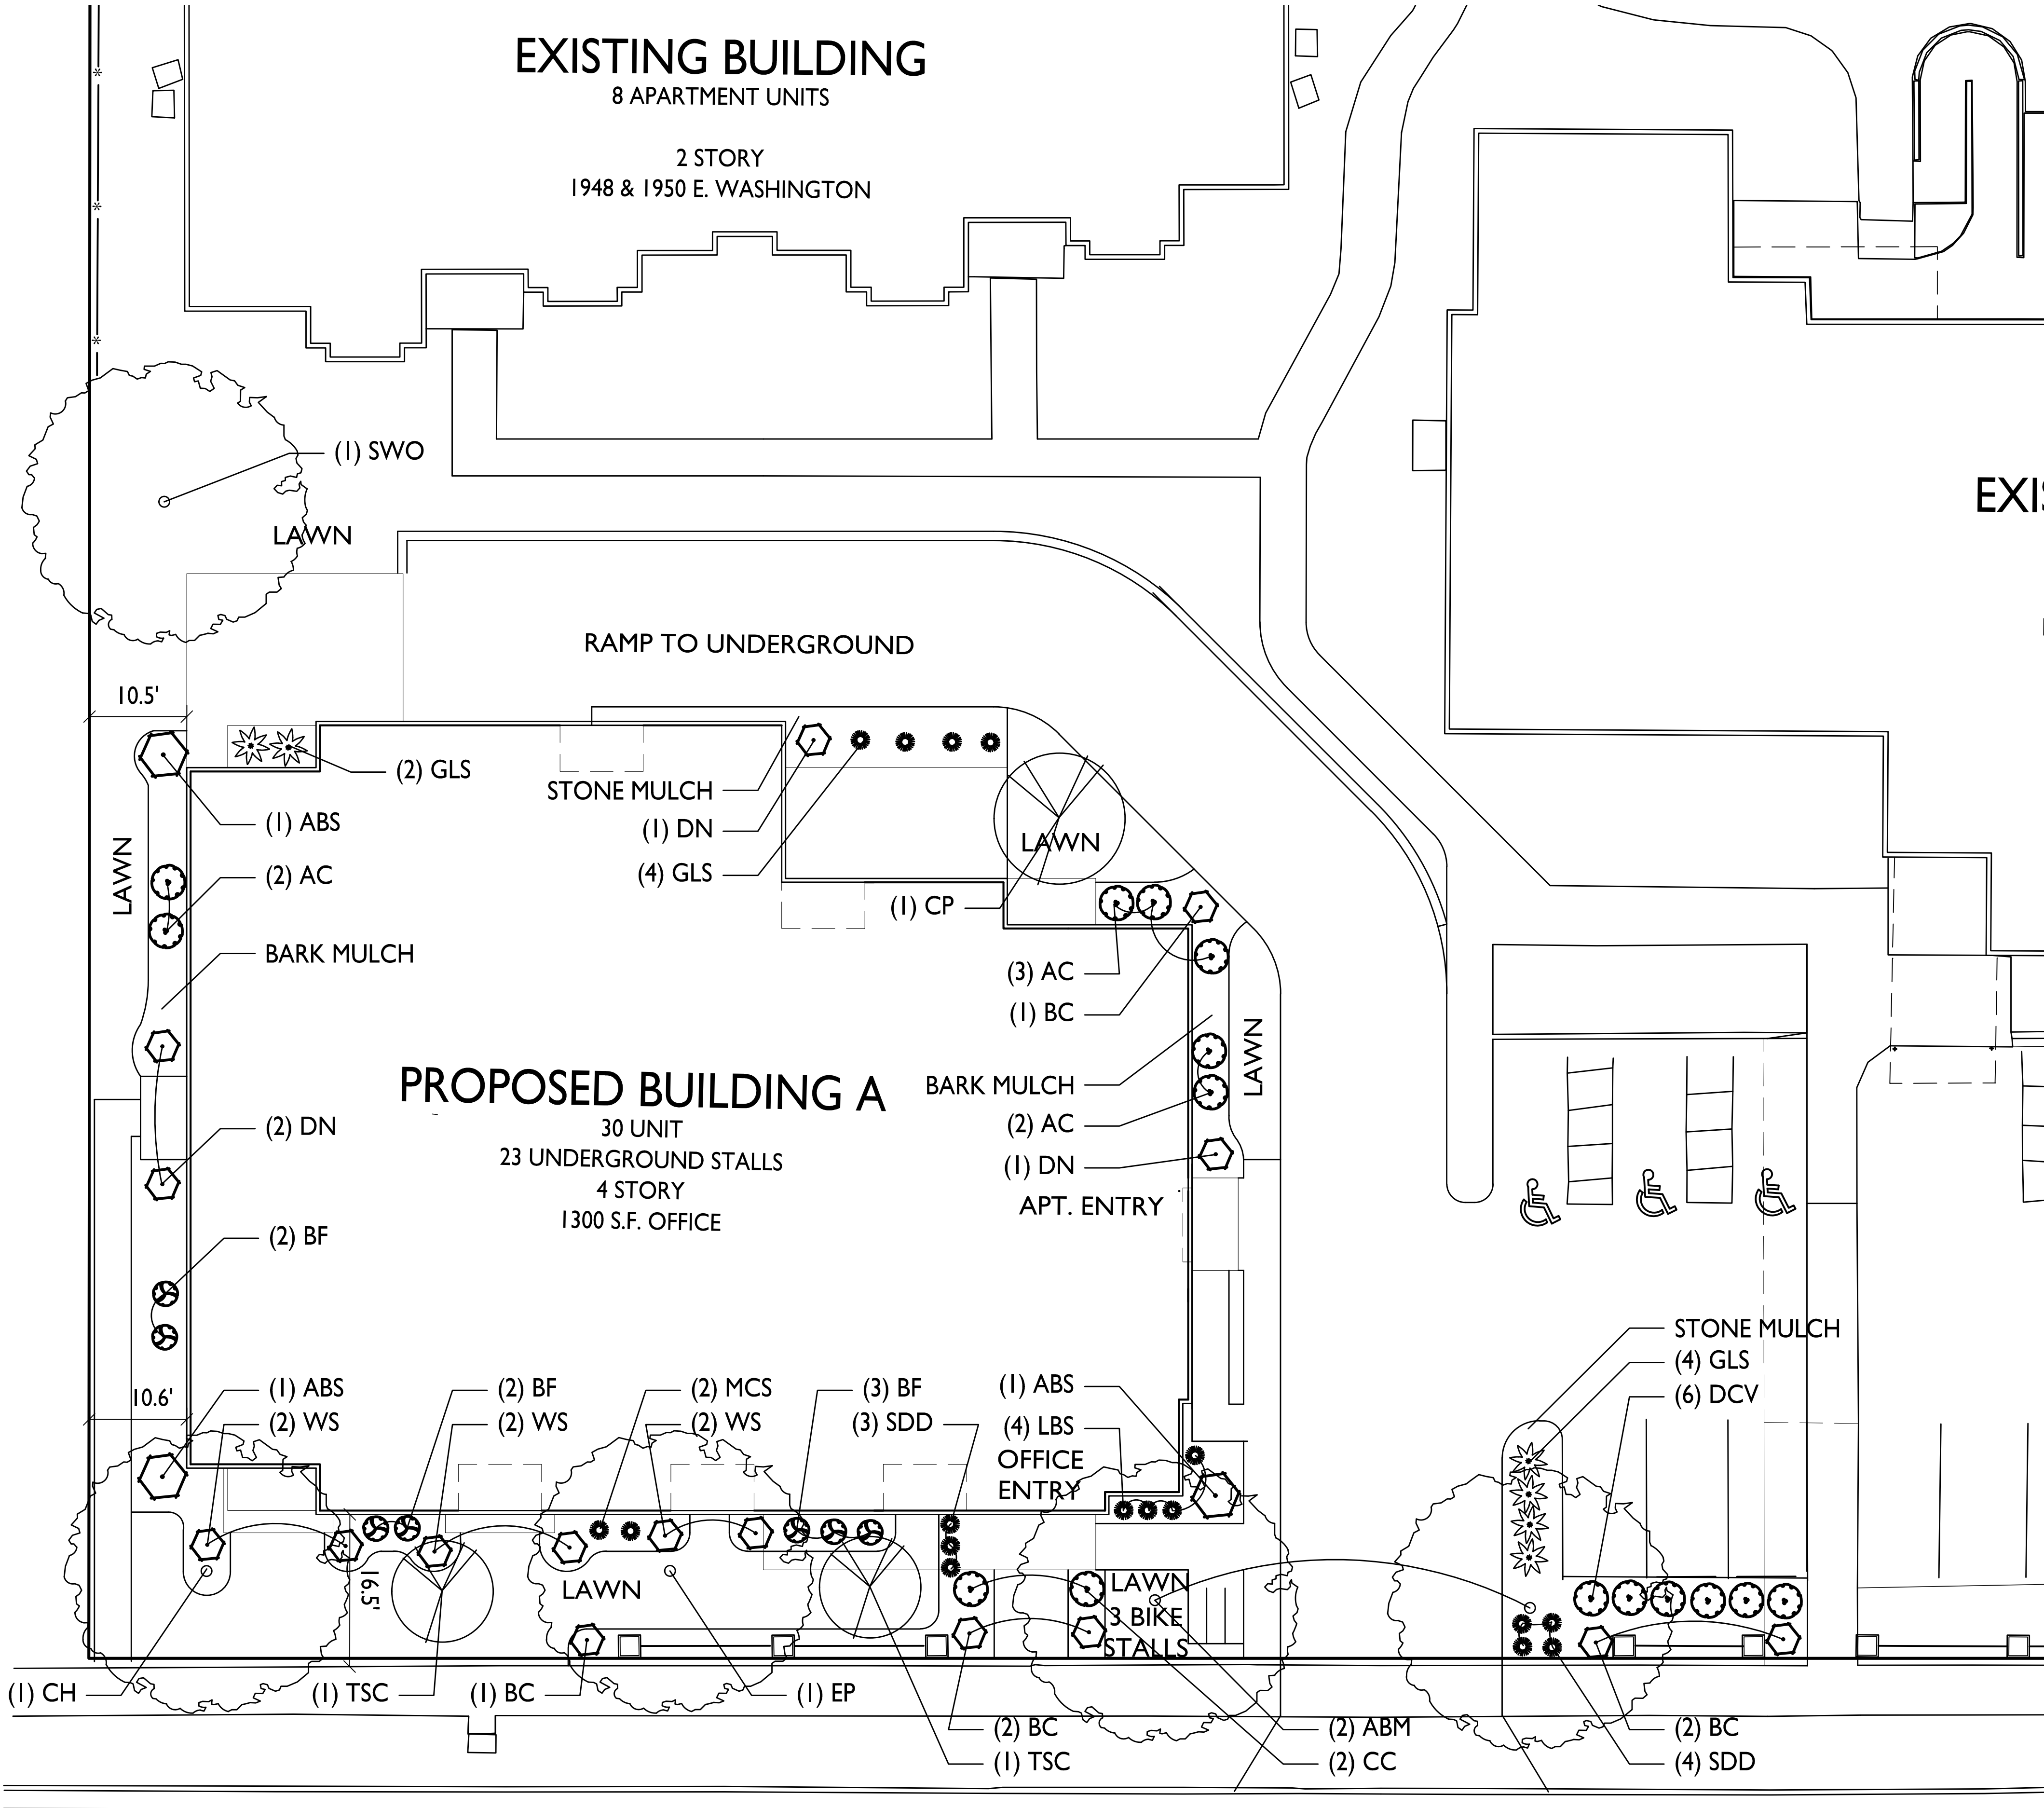 EXISTING BUILDING
8 APARTMENT UNITS
2 STORY
1948 & 1950 E. WASHINGTON
(1) SWO
EXIS
LAWN
RAMP TO UNDERGROUND
10.5'
(2) GLS
STONE MULCH
(1) ABS
(1) DN
LAWN
LAWN
(2) AC
(4) GLS
(1) CP
BARK MULCH
(3) AC
(1) BC
LAWN
PROPOSED BUILDING A
30 UNIT
23 UNDERGROUND STALLS
4 STORY
1300 S.F. OFFICE
BARK MULCH
(2) AC
(2) DN
(1) DN
APT. ENTRY
(2) BF
STONE MULCH
(4) GLS
(6) DCV
10.6'
(1) ABS
(2) WS
(2) BF
(2) WS
(2) MCS
(2) WS
(3) BF
(3) SDD
(1) ABS
(4) LBS
OFFICE
ENTRY
16.5'
LAWN
LAWN
3 BIKE
STALLS
(1) CH
(1) TSC
(1) BC
(1) EP
(2) BC
(1) TSC
(2) ABM
(2) CC
(2) BC
(4) SDD